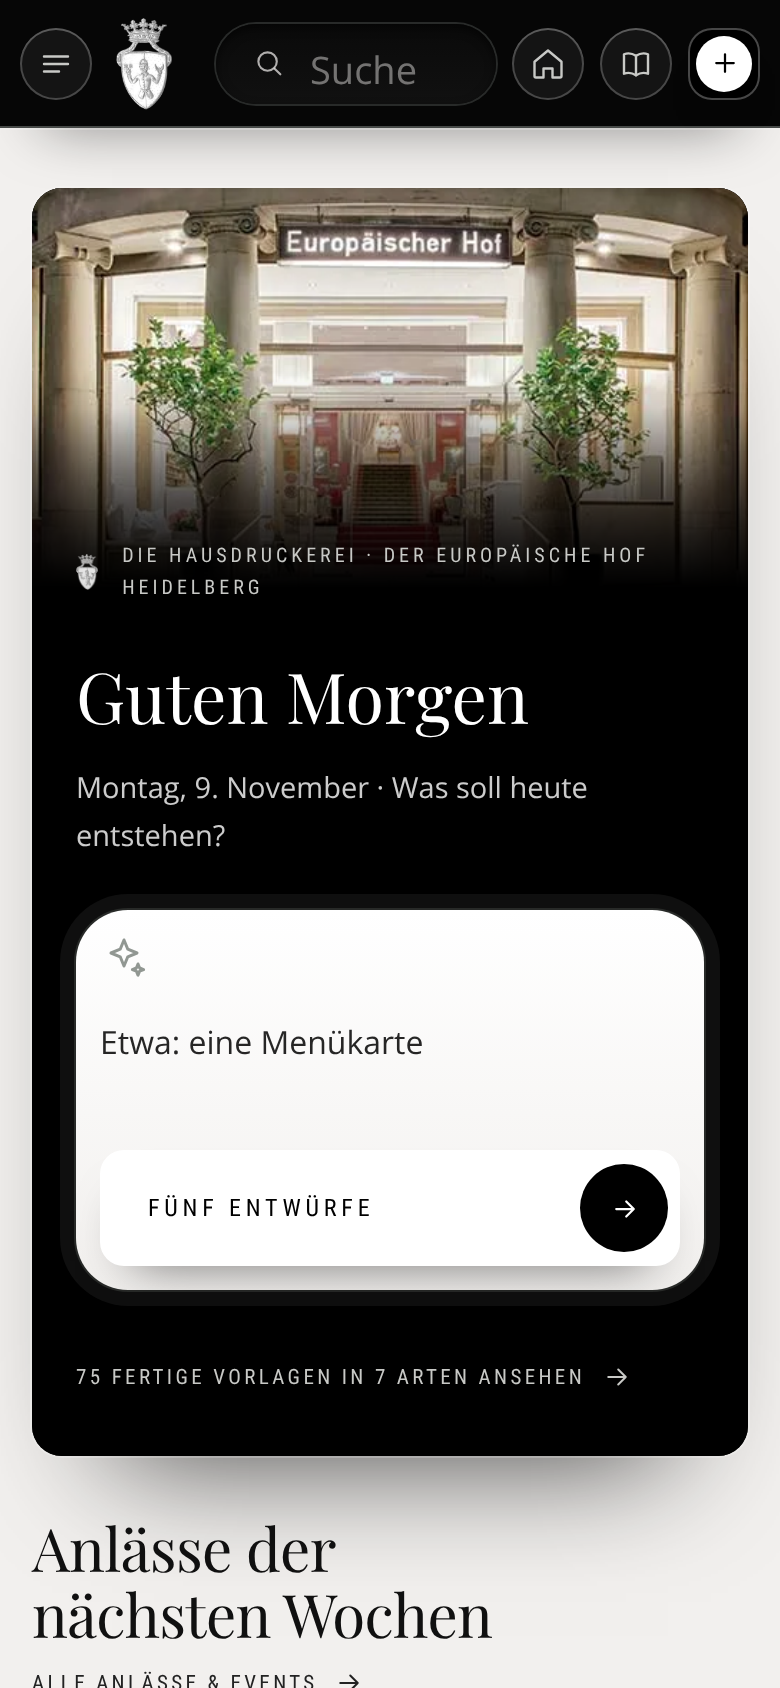 Suche
Europäischer Hof
DIE HAUSDRUCKEREI · DER EUROPÄISCHE HOF
HEIDELBERG
Guten Morgen
Montag, 9. November · Was soll heute
entstehen?
Etwa: eine Menükarte
FÜNF ENTWÜRFE
75 FERTIGE VORLAGEN IN 7 ARTEN ANSEHEN
Anlässe der
nächsten Wochen
ALLE ANLÄSSE & EVENTS